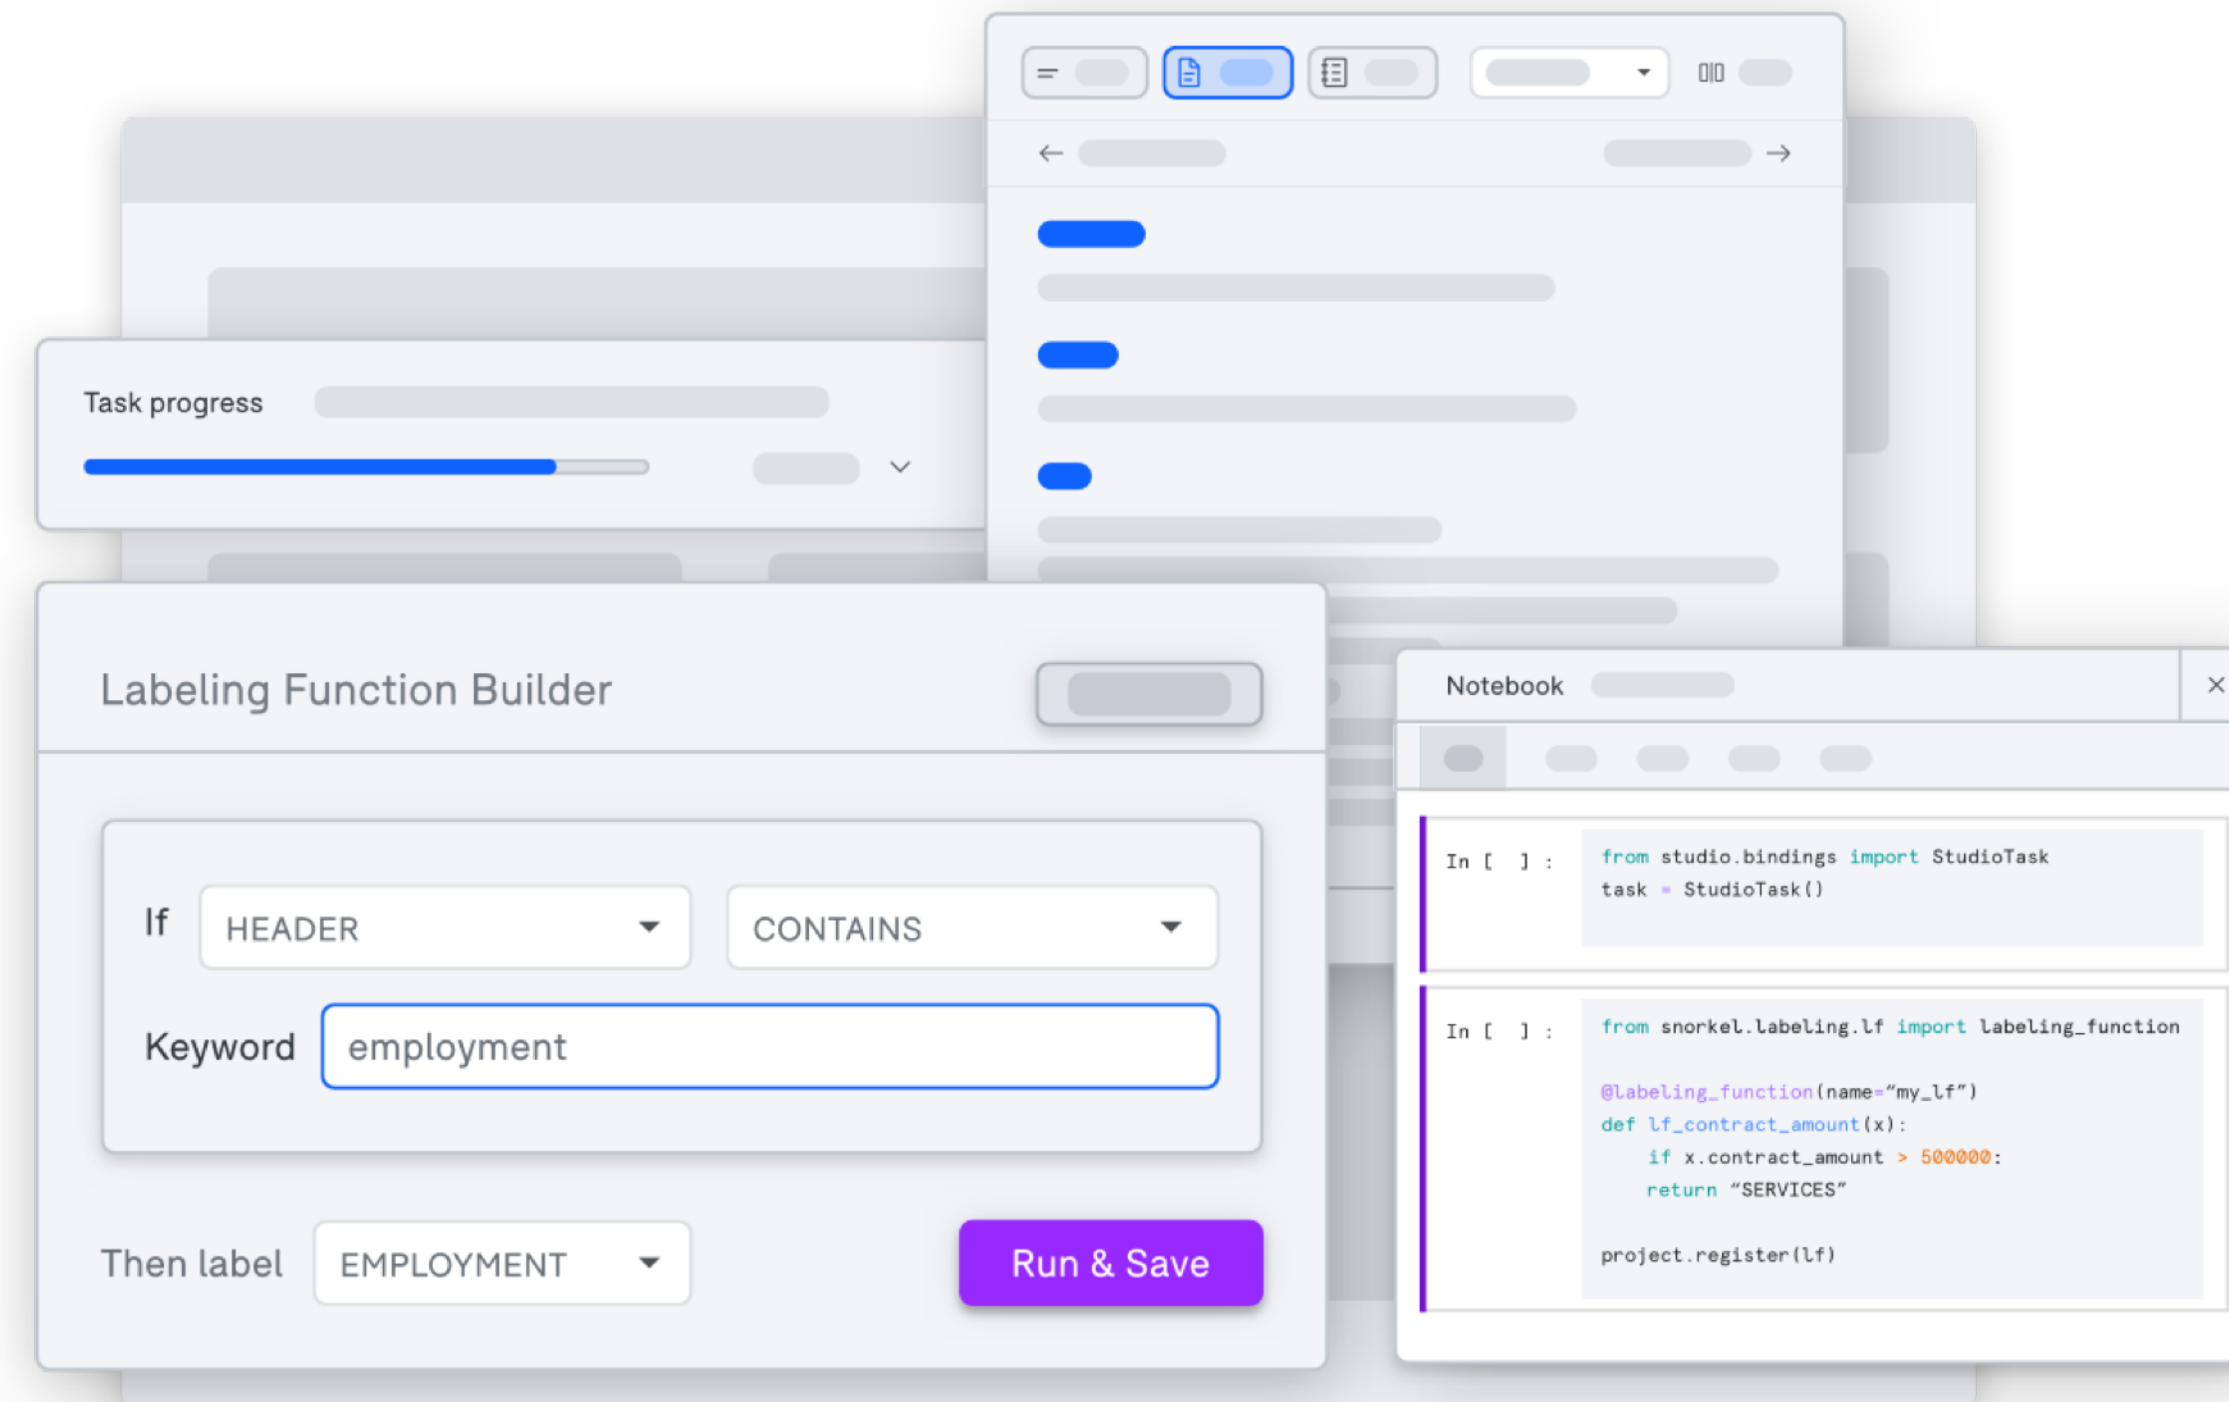 Task progress
Labeling Function Builder
If HEADER CONTAINS
Keyword employment
Then label EMPLOYMENT Run & Save
Notebook
In [ ] : from studio.bindings import StudioTask
task = StudioTask()
In [ ] : from snorkel.labeling.lf import labeling_function
@labeling_function(name=“my_lf”)
def lf_contract_amount(x):
if x.contract_amount > 500000:
return “SERVICES”
project.register(lf)